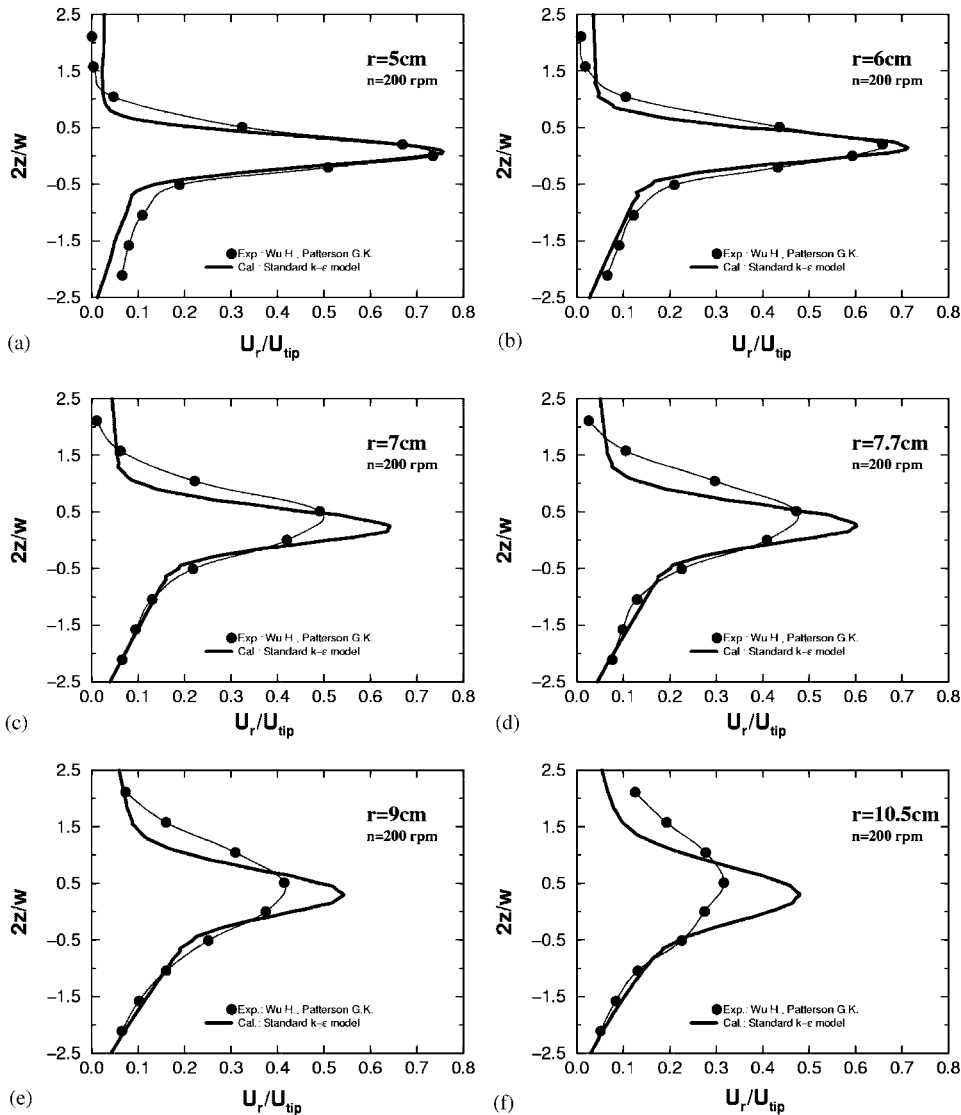 2.5
1.5
0.5
−0.5
−1.5
−2.5
2z/w
r=5cm
n=200 rpm
Exp.: Wu H., Patterson G.K.
Cal.: Standard k−ε model
0.0 0.1 0.2 0.3 0.4 0.5 0.6 0.7 0.8
(a)
U_r/U_tip
2.5
1.5
0.5
−0.5
−1.5
−2.5
2z/w
r=6cm
n=200 rpm
Exp.: Wu H., Patterson G.K.
Cal.: Standard k−ε model
0.0 0.1 0.2 0.3 0.4 0.5 0.6 0.7 0.8
(b)
U_r/U_tip
2.5
1.5
0.5
−0.5
−1.5
−2.5
2z/w
r=7cm
n=200 rpm
Exp.: Wu H., Patterson G.K.
Cal.: Standard k−ε model
0.0 0.1 0.2 0.3 0.4 0.5 0.6 0.7 0.8
(c)
U_r/U_tip
2.5
1.5
0.5
−0.5
−1.5
−2.5
2z/w
r=7.7cm
n=200 rpm
Exp.: Wu H., Patterson G.K.
Cal.: Standard k−ε model
0.0 0.1 0.2 0.3 0.4 0.5 0.6 0.7 0.8
(d)
U_r/U_tip
2.5
1.5
0.5
−0.5
−1.5
−2.5
2z/w
r=9cm
n=200 rpm
Exp.: Wu H., Patterson G.K.
Cal.: Standard k−ε model
0.0 0.1 0.2 0.3 0.4 0.5 0.6 0.7 0.8
(e)
U_r/U_tip
2.5
1.5
0.5
−0.5
−1.5
−2.5
2z/w
r=10.5cm
n=200 rpm
Exp.: Wu H., Patterson G.K.
Cal.: Standard k−ε model
0.0 0.1 0.2 0.3 0.4 0.5 0.6 0.7 0.8
(f)
U_r/U_tip